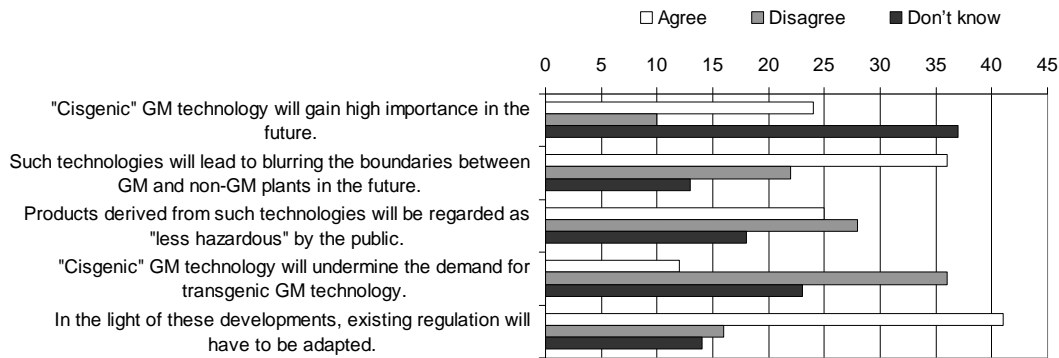 Agree Disagree Don't know
0 5 10 15 20 25 30 35 40 45
"Cisgenic" GM technology will gain high importance in the
future.
Such technologies will lead to blurring the boundaries between
GM and non-GM plants in the future.
Products derived from such technologies will be regarded as
"less hazardous" by the public.
"Cisgenic" GM technology will undermine the demand for
transgenic GM technology.
In the light of these developments, existing regulation will
have to be adapted.